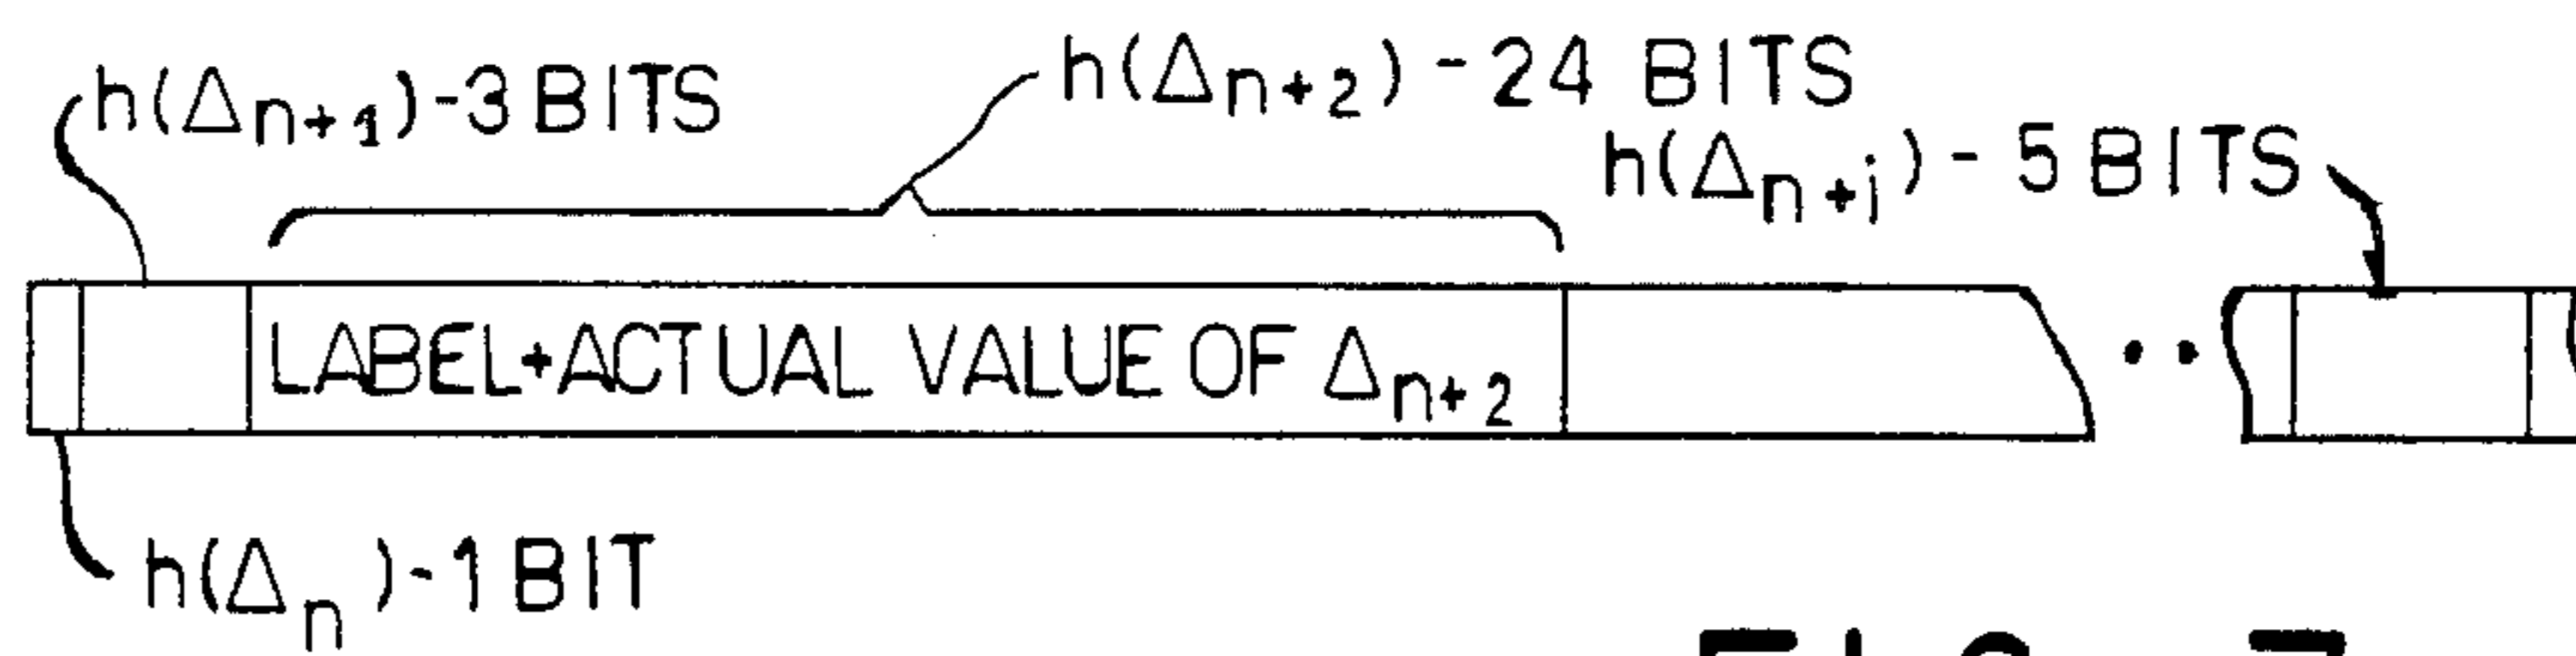 h(Δn+1)-3 BITS
h(Δn+2) - 24 BITS
h(Δn+i) - 5 BITS
LABEL+ACTUAL VALUE OF Δn+2
h(Δn)-1 BIT